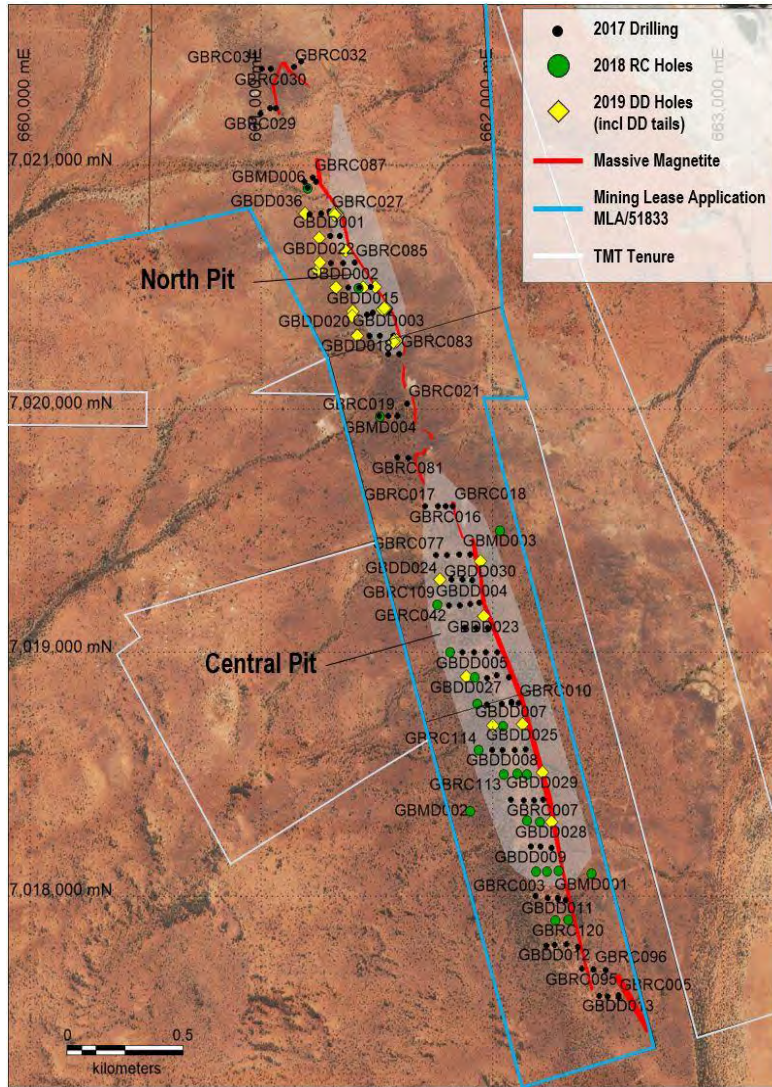 2017 Drilling
2018 RC Holes
2019 DD Holes
(incl DD tails)
Massive Magnetite
Mining Lease Application
MLA/51833
TMT Tenure
660,000 mE
662,000 mE
663,000 mE
GBRC031
GBRC032
GBRC030
GBRC029
7,021,000 mN
GBMD006
GBRC087
GBDD036
GBRC027
GBDD001
GBDD022
GBRC085
North Pit
GBDD002
GBDD015
GBDD020
GBDD003
GBDD018
GBRC083
7,020,000 mN
GBRC021
GBRC019
GBMD004
GBRC081
GBRC017
GBRC018
GBRC016
GBMD003
GBRC077
GBDD024
GBDD030
GBRC109
GBDD004
GBRC042
GBDD023
7,019,000 mN
Central Pit
GBDD005
GBDD027
GBRC010
GBDD007
GBRC114
GBDD025
GBDD008
GBRC113
GBDD029
GBMD002
GBRC007
GBDD028
GBDD009
7,018,000 mN
GBRC003
GBMD001
GBDD011
GBRC120
GBDD012
GBRC096
GBRC095
GBRC005
GBDD013
0
0.5
kilometers